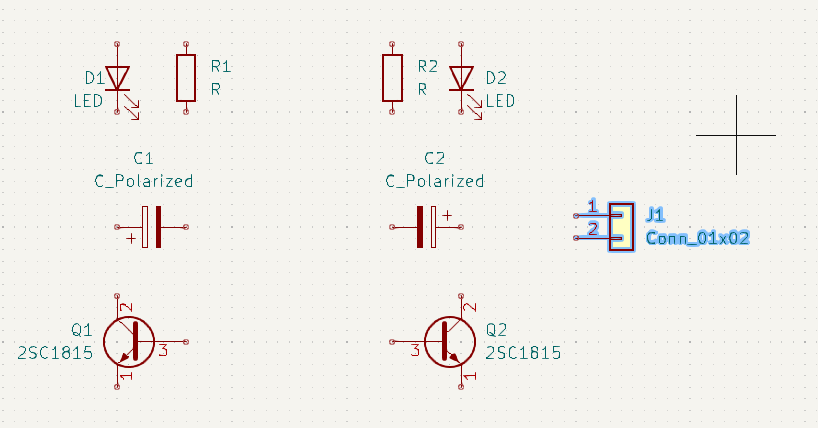 D1
LED
R1
R
R2
R
D2
LED
C1
C_Polarized
+
C2
C_Polarized
+
1
2
J1
Conn_01x02
Q1
2SC1815
2
3
1
Q2
2SC1815
2
3
1